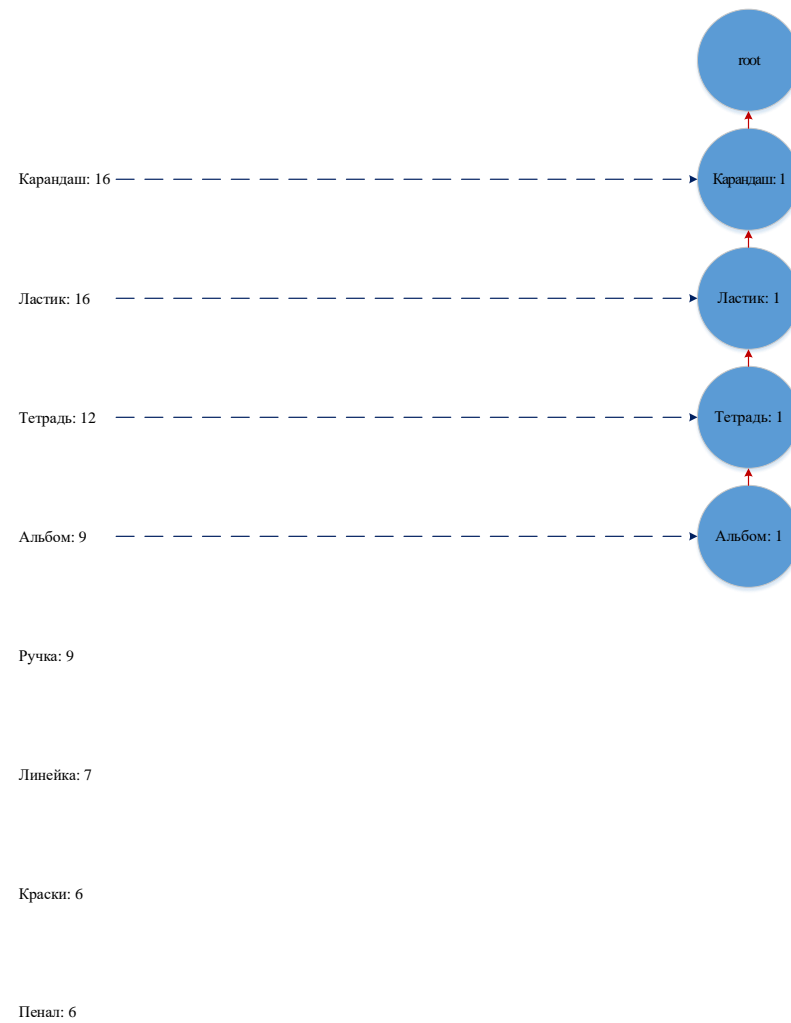 root
Карандаш: 16
Карандаш: 1
Ластик: 16
Ластик: 1
Тетрадь: 12
Тетрадь: 1
Альбом: 9
Альбом: 1
Ручка: 9
Линейка: 7
Краски: 6
Пенал: 6